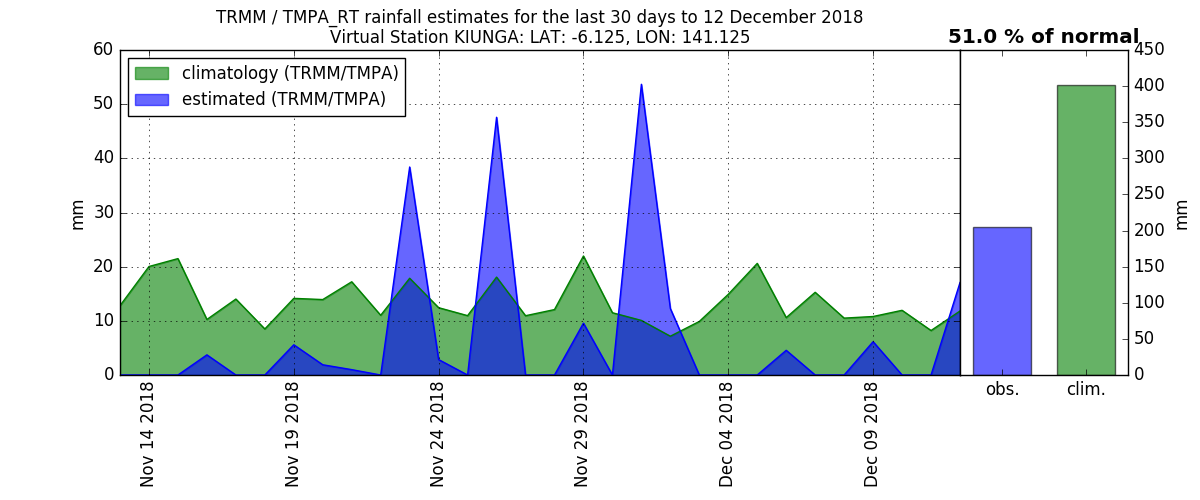 TRMM / TMPA_RT rainfall estimates for the last 30 days to 12 December 2018
Virtual Station KIUNGA: LAT: -6.125, LON: 141.125
51.0 % of normal
climatology (TRMM/TMPA)
estimated (TRMM/TMPA)
mm
60
50
40
30
20
10
0
Nov 14 2018
Nov 19 2018
Nov 24 2018
Nov 29 2018
Dec 04 2018
Dec 09 2018
450
400
350
300
250
200
150
100
50
0
mm
obs.
clim.